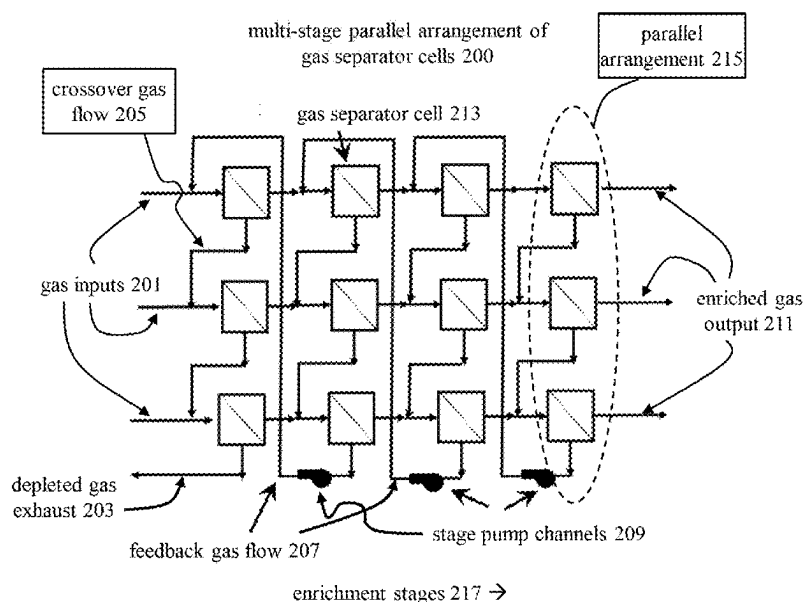 multi-stage parallel arrangement of
gas separator cells 200
parallel
arrangement 215
crossover gas
flow 205
gas separator cell 213
gas inputs 201
enriched gas
output 211
depleted gas
exhaust 203
feedback gas flow 207
stage pump channels 209
enrichment stages 217 →